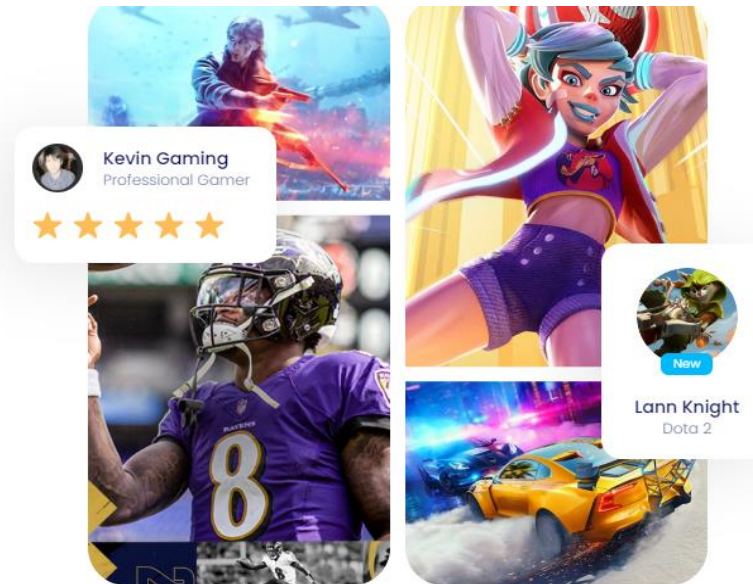 Kevin Gaming
Professional Gamer
RAVENS
8
New
Lann Knight
Dota 2